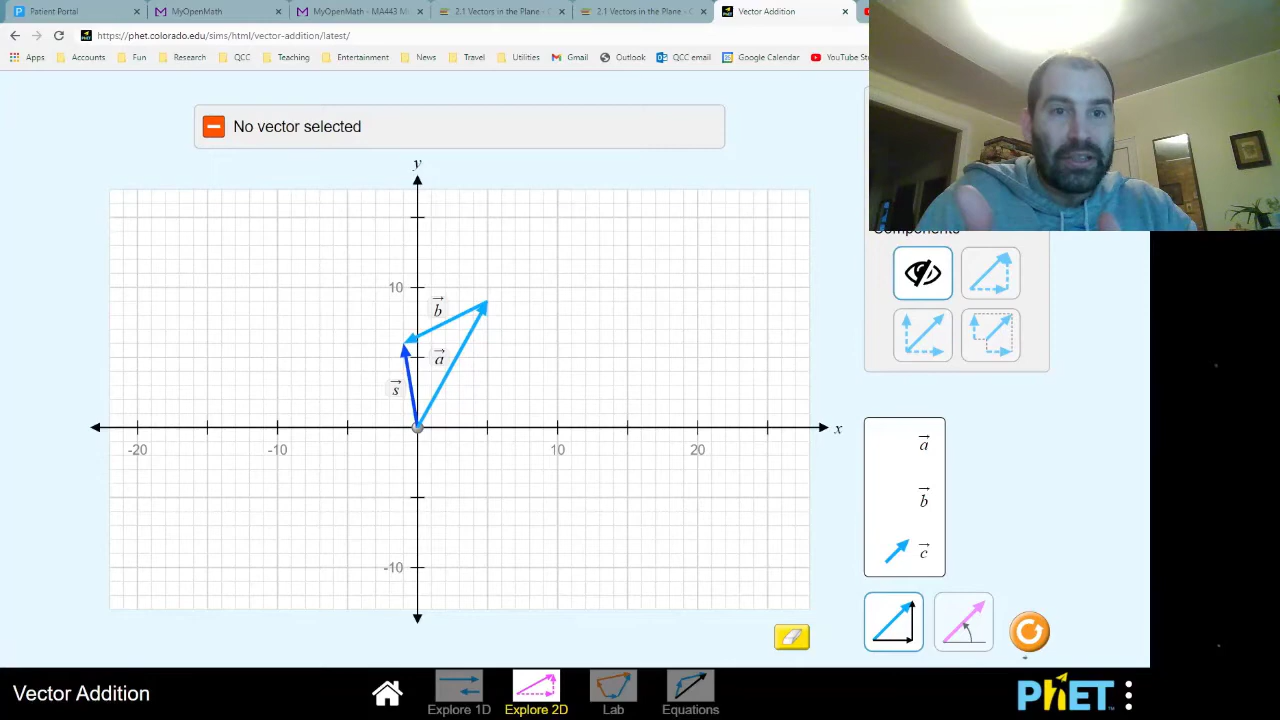 Patient Portal
MyOpenMath
MyOpenMath - MA443 M
2.1 Vectors in the Plane - C
2.1 Vectors in the Plane - C
Vector Addition
https://phet.colorado.edu/sims/html/vector-addition/latest/
Apps
Accounts
Fun
Research
QCC
Teaching
Entertainment
News
Travel
Utilities
Gmail
Outlook
QCC email
Google Calendar
YouTube Stu
No vector selected
y
10
b
a
s
x
-20
-10
10
20
-10
Components
a
b
c
Vector Addition
Explore 1D
Explore 2D
Lab
Equations
PhET